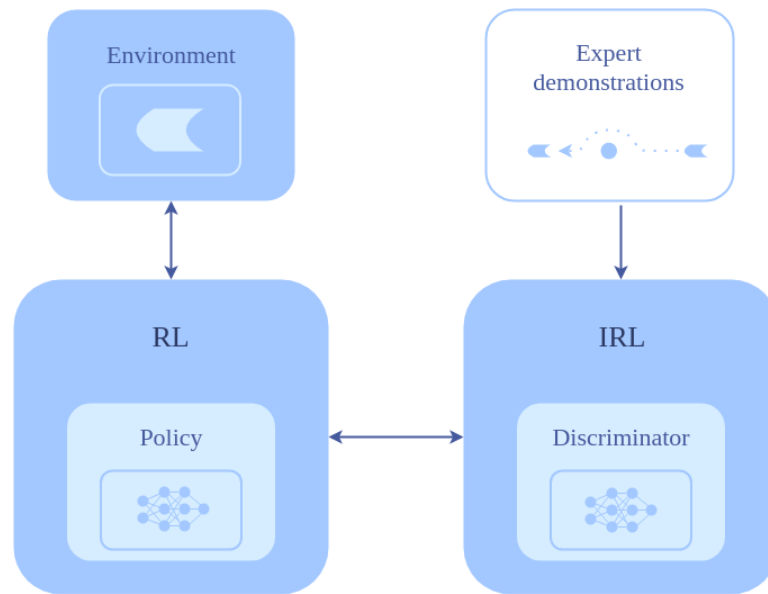 Environment
Expert
demonstrations
RL
IRL
Policy
Discriminator